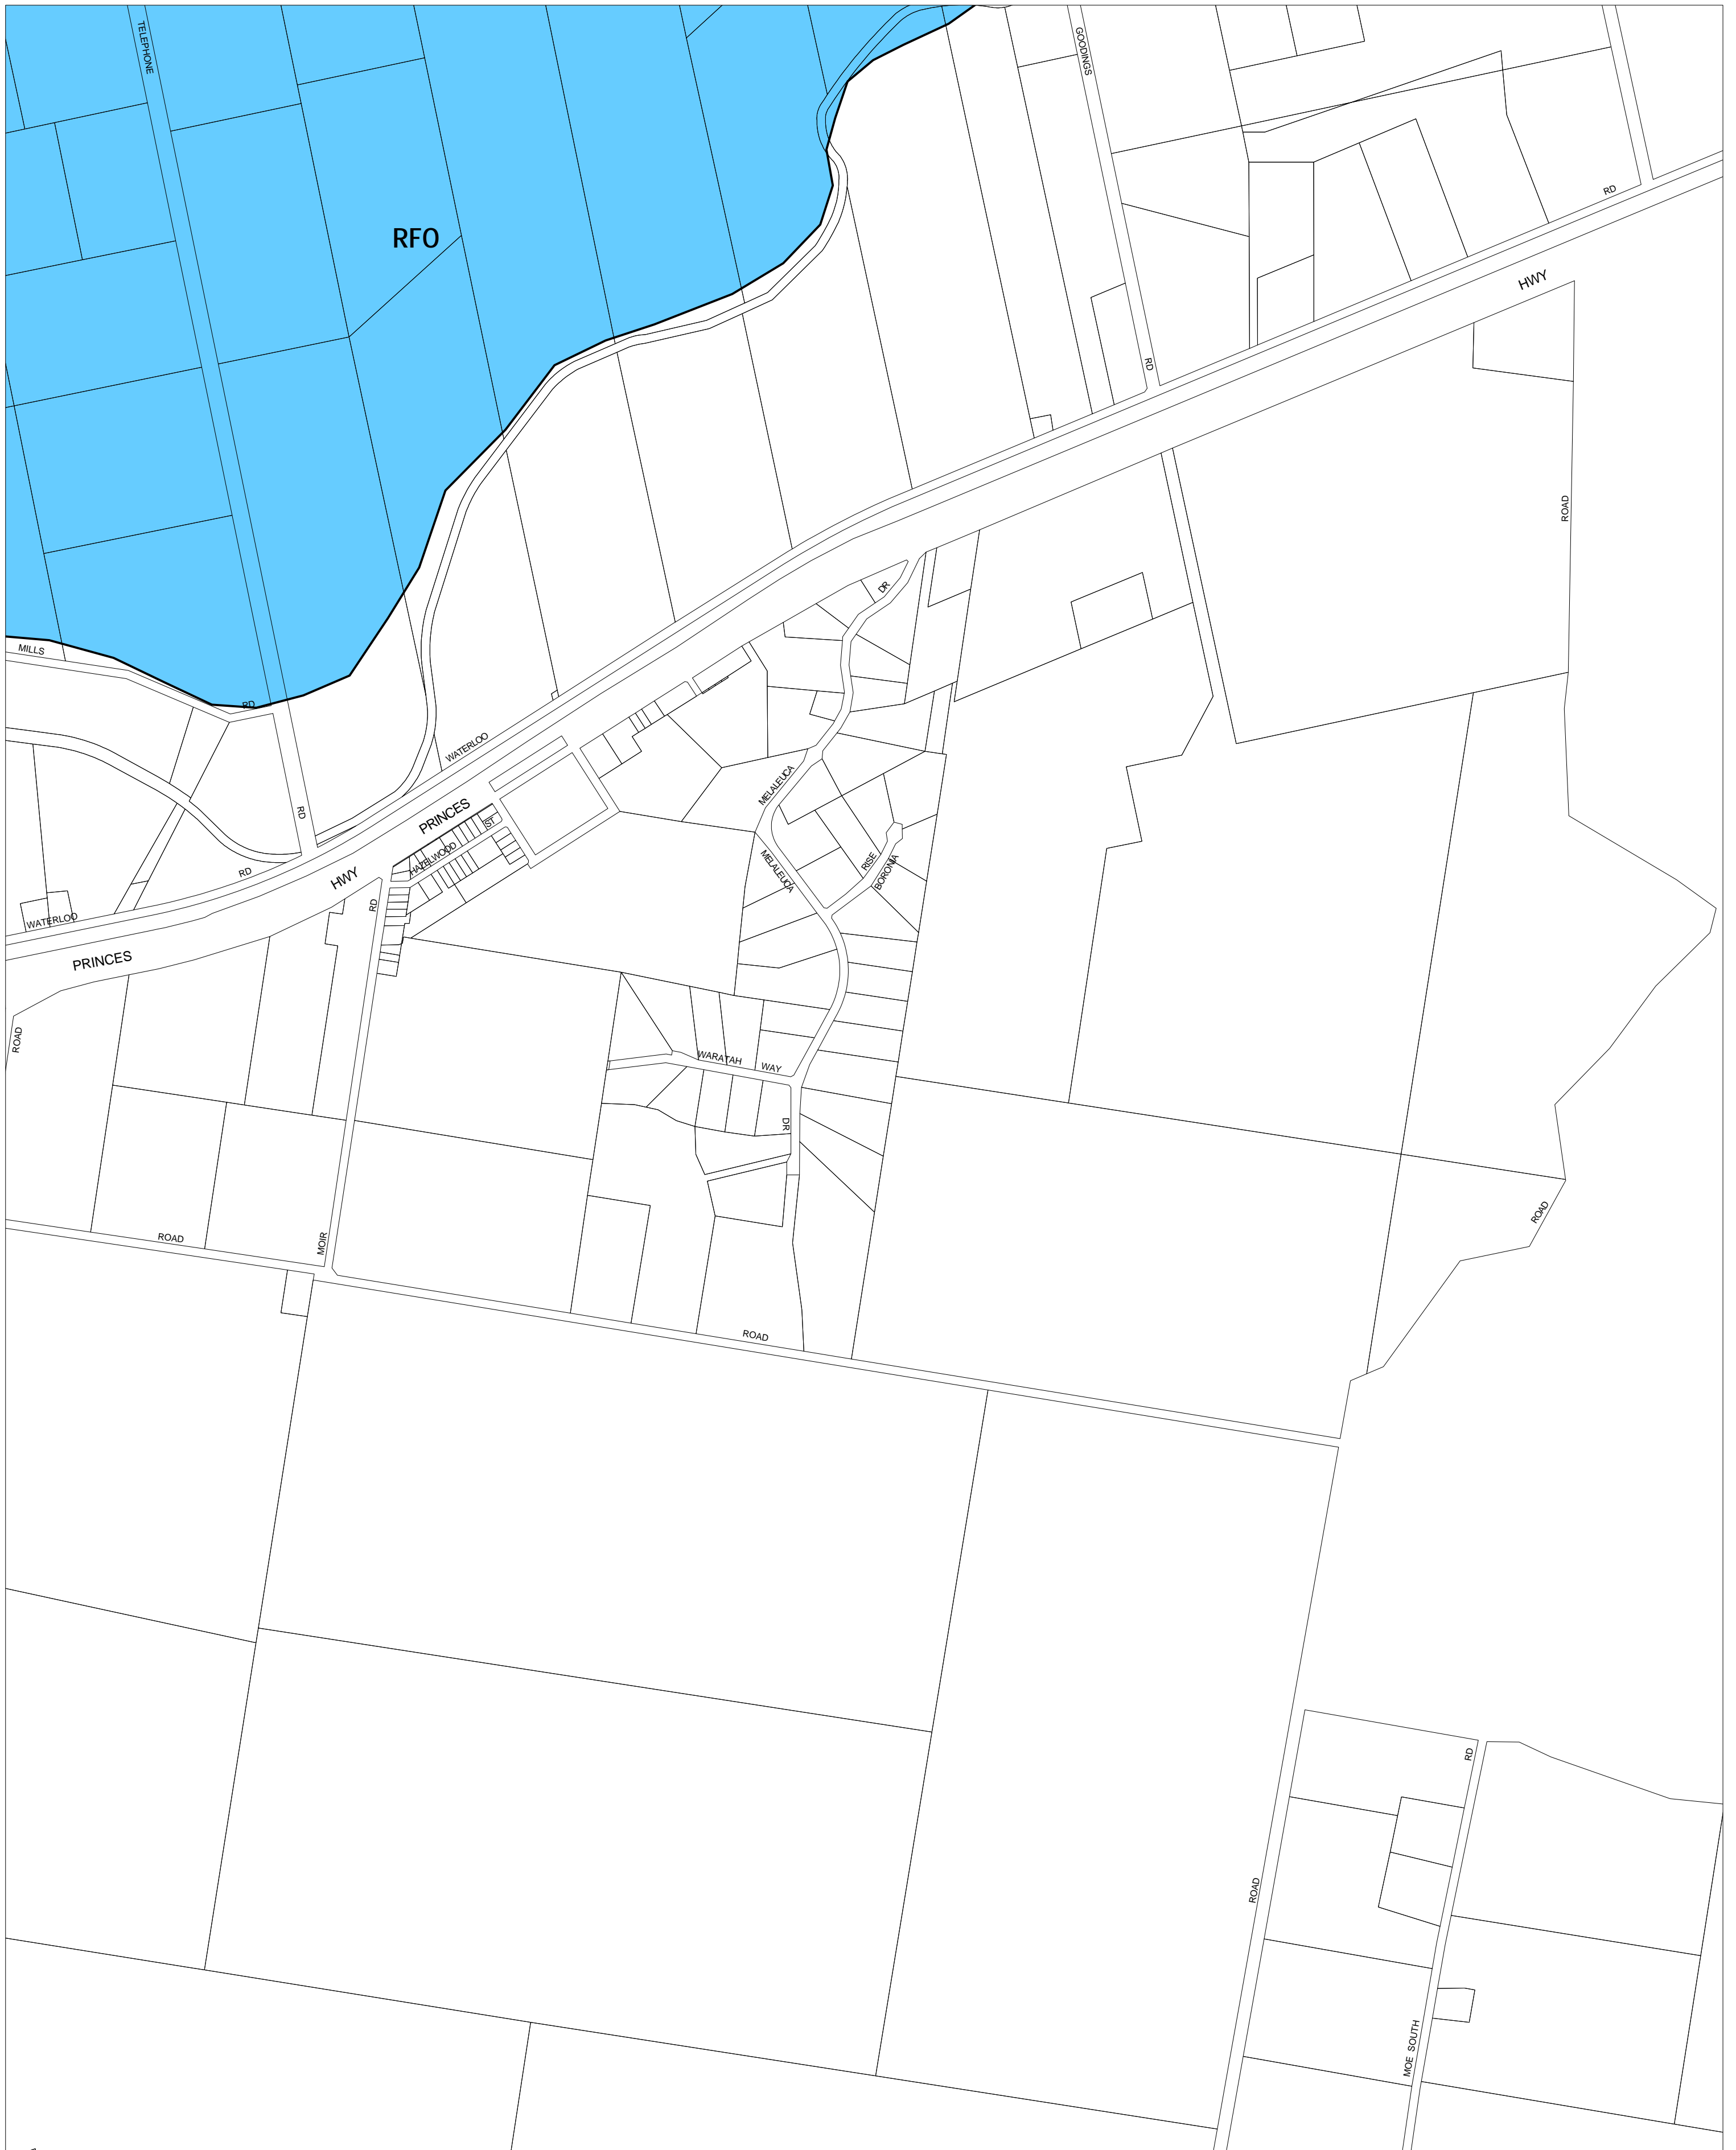 TELEPHONE
GOODINGS
RD
RFO
HWY
RD
ROAD
DR
MILLS
RD
WATERLOO
MELALEUCA
PRINCES
RD
ST
HAZELWOOD
RISE
BORONIA
MELALEUCA
RD
HWY
RD
WATERLOO
PRINCES
ROAD
WARATAH
WAY
DR
ROAD
ROAD
MOIR
ROAD
RD
ROAD
MOE SOUTH